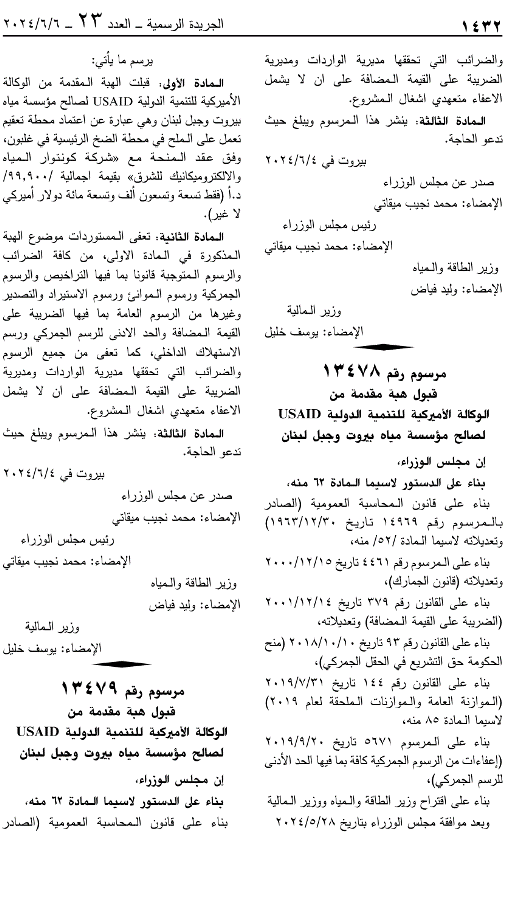 ١٤٣٢
الجريدة الرسمية ــ العدد ٢٣ ــ ٢٠٢٤/٦/٦
والضرائب التي تحققها مديرية الواردات ومديرية
الضريبة على القيمة المضافة على ان لا يشمل
الاعفاء متعهدي اشغال المشروع.
المادة الثالثة: ينشر هذا المرسوم ويبلغ حيث
تدعو الحاجة.
بيروت في ٢٠٢٤/٦/٤
صدر عن مجلس الوزراء
الإمضاء: محمد نجيب ميقاتي
رئيس مجلس الوزراء
الإمضاء: محمد نجيب ميقاتي
وزير الطاقة والمياه
الإمضاء: وليد فياض
وزير المالية
الإمضاء: يوسف خليل
مرسوم رقم ١٣٤٧٨
قبول هبة مقدمة من
الوكالة الأميركية للتنمية الدولية USAID
لصالح مؤسسة مياه بيروت وجبل لبنان
إن مجلس الوزراء،
بناء على الدستور لاسيما المادة ٦٢ منه،
بناء على قانون المحاسبة العمومية (الصادر
بالمرسوم رقم ١٤٩٦٩ تاريخ ١٩٦٣/١٢/٣٠)
وتعديلاته لاسيما المادة /٥٢/ منه،
بناء على المرسوم رقم ٤٤٦١ تاريخ ٢٠٠٠/١٢/١٥
وتعديلاته (قانون الجمارك)،
بناء على القانون رقم ٣٧٩ تاريخ ٢٠٠١/١٢/١٤
(الضريبة على القيمة المضافة) وتعديلاته،
بناء على القانون رقم ٩٣ تاريخ ٢٠١٨/١٠/١٠ (منح
الحكومة حق التشريع في الحقل الجمركي)،
بناء على القانون رقم ١٤٤ تاريخ ٢٠١٩/٧/٣١
(الموازنة العامة والموازنات الملحقة لعام ٢٠١٩)
لاسيما المادة ٨٥ منه،
بناء على المرسوم ٥٦٧١ تاريخ ٢٠١٩/٩/٢٠
(إعفاءات من الرسوم الجمركية كافة بما فيها الحد الأدنى
للرسم الجمركي)،
بناء على اقتراح وزير الطاقة والمياه ووزير المالية
وبعد موافقة مجلس الوزراء بتاريخ ٢٠٢٤/٥/٢٨
يرسم ما يأتي:
المادة الأولى: قبلت الهبة المقدمة من الوكالة
الأميركية للتنمية الدولية USAID لصالح مؤسسة مياه
بيروت وجبل لبنان وهي عبارة عن اعتماد محطة تعقيم
تعمل على الملح في محطة الضخ الرئيسية في غلبون،
وفق عقد المنحة مع «شركة كونتوار المياه
والالكتروميكانيك للشرق» بقيمة اجمالية /٩٩,٩٠٠/
د.أ (فقط تسعة وتسعون ألف وتسعة مائة دولار أميركي
لا غير).
المادة الثانية: تعفى المستوردات موضوع الهبة
المذكورة في المادة الاولى، من كافة الضرائب
والرسوم المتوجبة قانونا بما فيها التراخيص والرسوم
الجمركية ورسوم الموانئ ورسوم الاستيراد والتصدير
وغيرها من الرسوم العامة بما فيها الضريبة على
القيمة المضافة والحد الادنى للرسم الجمركي ورسم
الاستهلاك الداخلي، كما تعفى من جميع الرسوم
والضرائب التي تحققها مديرية الواردات ومديرية
الضريبة على القيمة المضافة على ان لا يشمل
الاعفاء متعهدي اشغال المشروع.
المادة الثالثة: ينشر هذا المرسوم ويبلغ حيث
تدعو الحاجة.
بيروت في ٢٠٢٤/٦/٤
صدر عن مجلس الوزراء
الإمضاء: محمد نجيب ميقاتي
رئيس مجلس الوزراء
الإمضاء: محمد نجيب ميقاتي
وزير الطاقة والمياه
الإمضاء: وليد فياض
وزير المالية
الإمضاء: يوسف خليل
مرسوم رقم ١٣٤٧٩
قبول هبة مقدمة من
الوكالة الأميركية للتنمية الدولية USAID
لصالح مؤسسة مياه بيروت وجبل لبنان
إن مجلس الوزراء،
بناء على الدستور لاسيما المادة ٦٢ منه،
بناء على قانون المحاسبة العمومية (الصادر